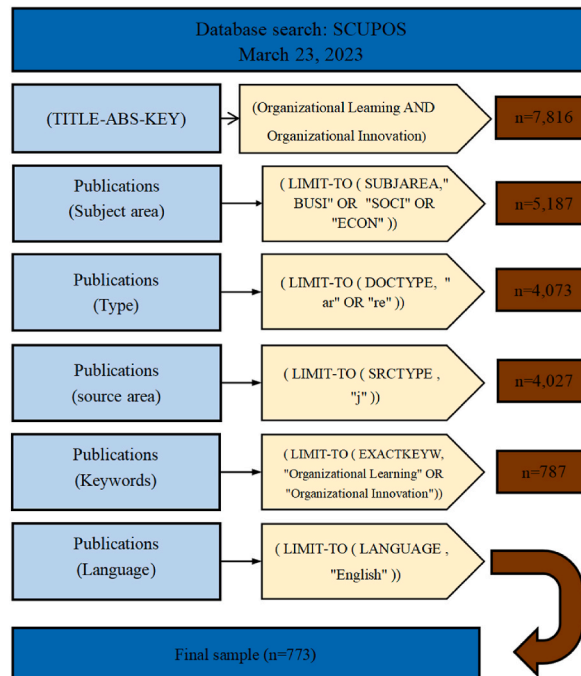 Database search: SCUPOS
March 23, 2023
(TITLE-ABS-KEY)
(Organizational Learning AND
Organizational Innovation)
n=7,816
Publications
(Subject area)
( LIMIT-TO ( SUBJAREA,"
BUSI" OR "SOCI" OR
"ECON" ))
n=5,187
Publications
(Type)
( LIMIT-TO ( DOCTYPE, "
ar" OR "re" ))
n=4,073
Publications
(source area)
( LIMIT-TO ( SRCTYPE ,
"j" ))
n=4,027
Publications
(Keywords)
(LIMIT-TO ( EXACTKEYW,
"Organizational Learning" OR
"Organizational Innovation"))
n=787
Publications
(Language)
(LIMIT-TO ( LANGUAGE ,
"English" ))
Final sample (n=773)